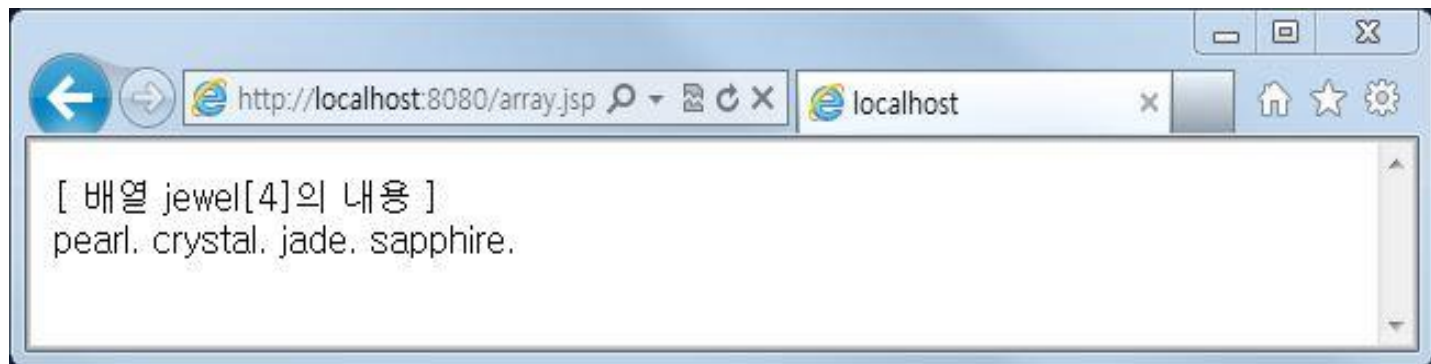 http://localhost:8080/array.jsp
localhost
[ 배열 jewel[4]의 내용 ]
pearl. crystal. jade. sapphire.